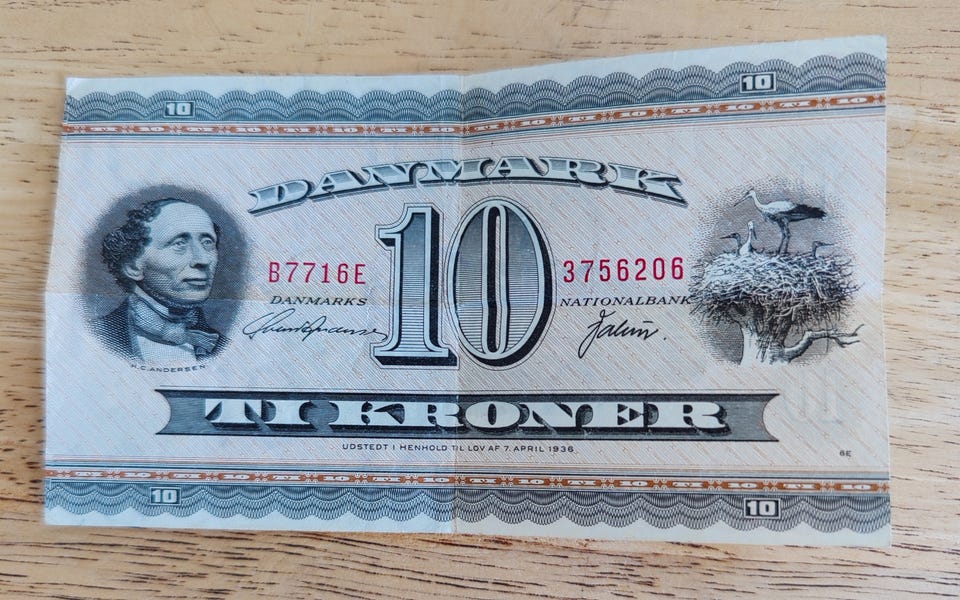 10 10
DANMARK
B7716E 10 3756206
DANMARKS NATIONALBANK
H.C. ANDERSEN
TI KRONER
UDSTEDT I HENHOLD TIL LOV AF 7. APRIL 1936
6E
10 10